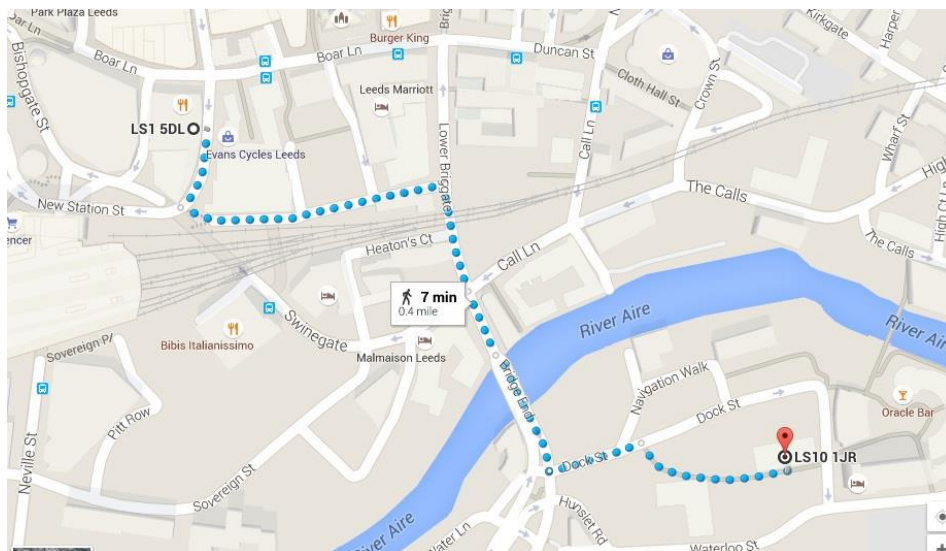 Park Plaza Leeds
Boar Ln
Bishopgate St
Boar Ln
Boar Ln
Burger King
Duncan St
Kirkgate
Cloth Hall St
Crown St
Leeds Marriott
LS1 5DL
Evans Cycles Leeds
Lower Briggate
Call Ln
Wharf St
The Calls
New Station St
Heaton's Ct
Call Ln
The Calls
7 min
0.4 mile
River Aire
River Ai
Swinegate
Bibis Italianissimo
Sovereign Pl
Malmaison Leeds
Bridge End
Navigation Walk
Dock St
Oracle Bar
Pitt Row
Neville St
Sovereign St
Dock St
LS10 1JR
Hunslet Rd
Water Ln
River Aire
Waterloo St